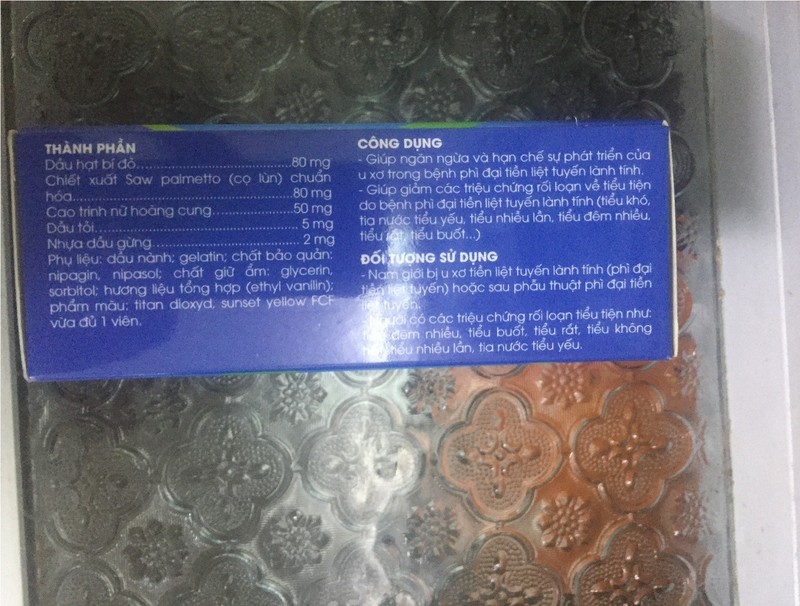 THÀNH PHẦN
Dầu hạt bí đỏ............................80 mg
Chiết xuất Saw palmetto (cọ lùn) chuẩn
hóa..........................................80 mg
Cao trinh nữ hoàng cung...............50 mg
Dầu tỏi..................................... 5 mg
Nhựa dầu gừng............................ 2 mg
Phụ liệu: dầu nành; gelatin; chất bảo quản:
nipagin, nipasol; chất giữ ẩm: glycerin,
sorbitol; hương liệu tổng hợp (ethyl vanilin);
phẩm màu: titan dioxyd, sunset yellow FCF
vừa đủ 1 viên.
CÔNG DỤNG
- Giúp ngăn ngừa và hạn chế sự phát triển của
u xơ trong bệnh phì đại tiền liệt tuyến lành tính.
- Giúp giảm các triệu chứng rối loạn về tiểu tiện
do bệnh phì đại tiền liệt tuyến lành tính (tiểu khó,
tia nước tiểu yếu, tiểu nhiều lần, tiểu đêm nhiều,
tiểu rắt, tiểu buốt...)
ĐỐI TƯỢNG SỬ DỤNG
- Nam giới bị u xơ tiền liệt tuyến lành tính (phì đại
tiền liệt tuyến) hoặc sau phẫu thuật phì đại tiền
liệt tuyến.
có các triệu chứng rối loạn tiểu tiện như:
đêm nhiều, tiểu buốt, tiểu rắt, tiểu không
tiểu nhiều lần, tia nước tiểu yếu.